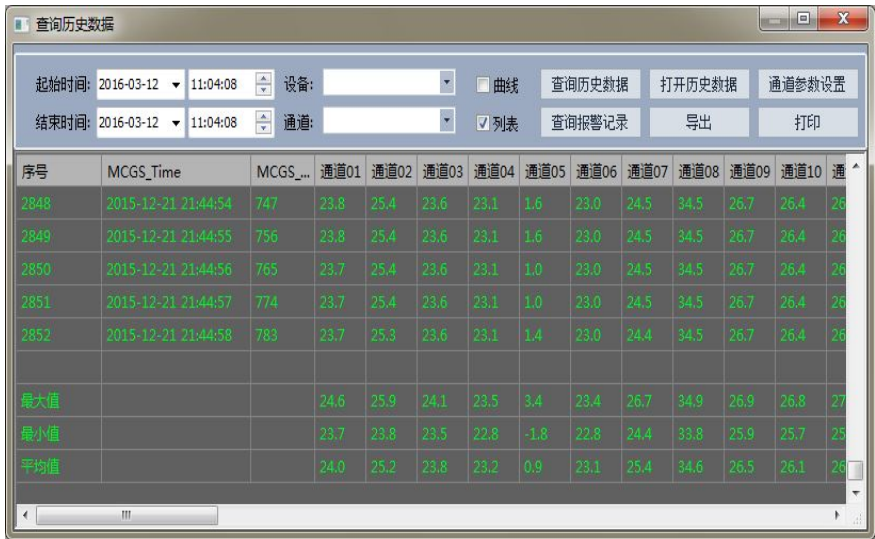 查询历史数据
起始时间: 2016-03-12 11:04:08 设备: 曲线 查询历史数据 打开历史数据 通道参数设置
结束时间: 2016-03-12 11:04:08 通道: 列表 查询报警记录 导出 打印
序号 MCGS_Time MCGS_... 通道01 通道02 通道03 通道04 通道05 通道06 通道07 通道08 通道09 通道10 通
2848 2015-12-21 21:44:54 747 23.8 25.4 23.6 23.1 1.6 23.0 24.5 34.5 26.7 26.4 26
2849 2015-12-21 21:44:55 756 23.8 25.4 23.6 23.1 1.6 23.0 24.5 34.5 26.7 26.4 26
2850 2015-12-21 21:44:56 765 23.7 25.4 23.6 23.1 1.0 23.0 24.5 34.5 26.7 26.4 26
2851 2015-12-21 21:44:57 774 23.7 25.4 23.6 23.1 1.0 23.0 24.5 34.5 26.7 26.4 26
2852 2015-12-21 21:44:58 783 23.7 25.3 23.6 23.1 1.4 23.0 24.4 34.5 26.7 26.4 26
最大值 24.6 25.9 24.1 23.5 3.4 23.4 26.7 34.9 26.9 26.8 27
最小值 23.7 23.8 23.5 22.8 -1.8 22.8 24.4 33.8 25.9 25.7 25
平均值 24.0 25.2 23.8 23.2 0.9 23.1 25.4 34.6 26.5 26.1 26